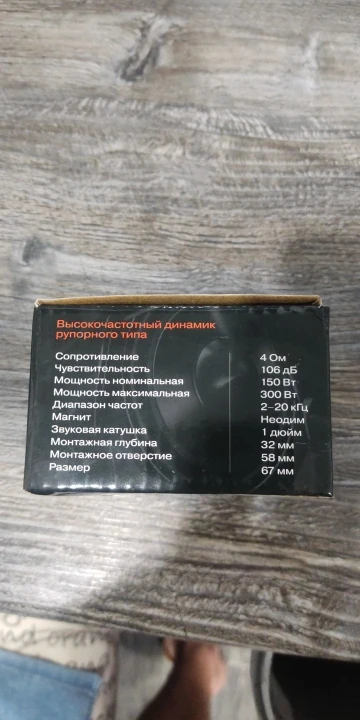 Высокочастотный динамик
рупорного типа
Сопротивление 4 Ом
Чувствительность 106 дБ
Мощность номинальная 150 Вт
Мощность максимальная 300 Вт
Диапазон частот 2–20 кГц
Магнит Неодим
Звуковая катушка 1 дюйм
Монтажная глубина 32 мм
Монтажное отверстие 58 мм
Размер 67 мм